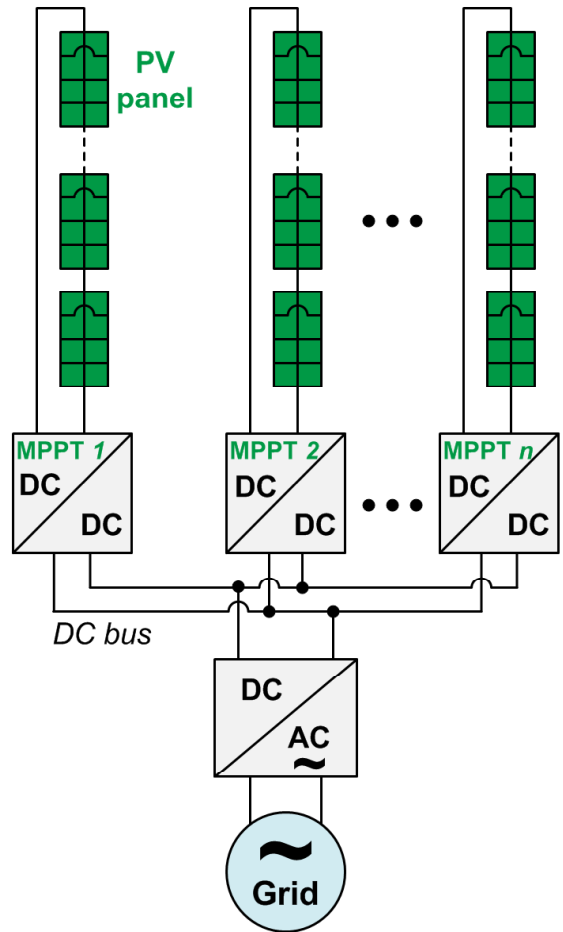 PV
panel
MPPT 1
DC
DC
MPPT 2
DC
DC
MPPT n
DC
DC
DC bus
DC
AC
~
~
Grid